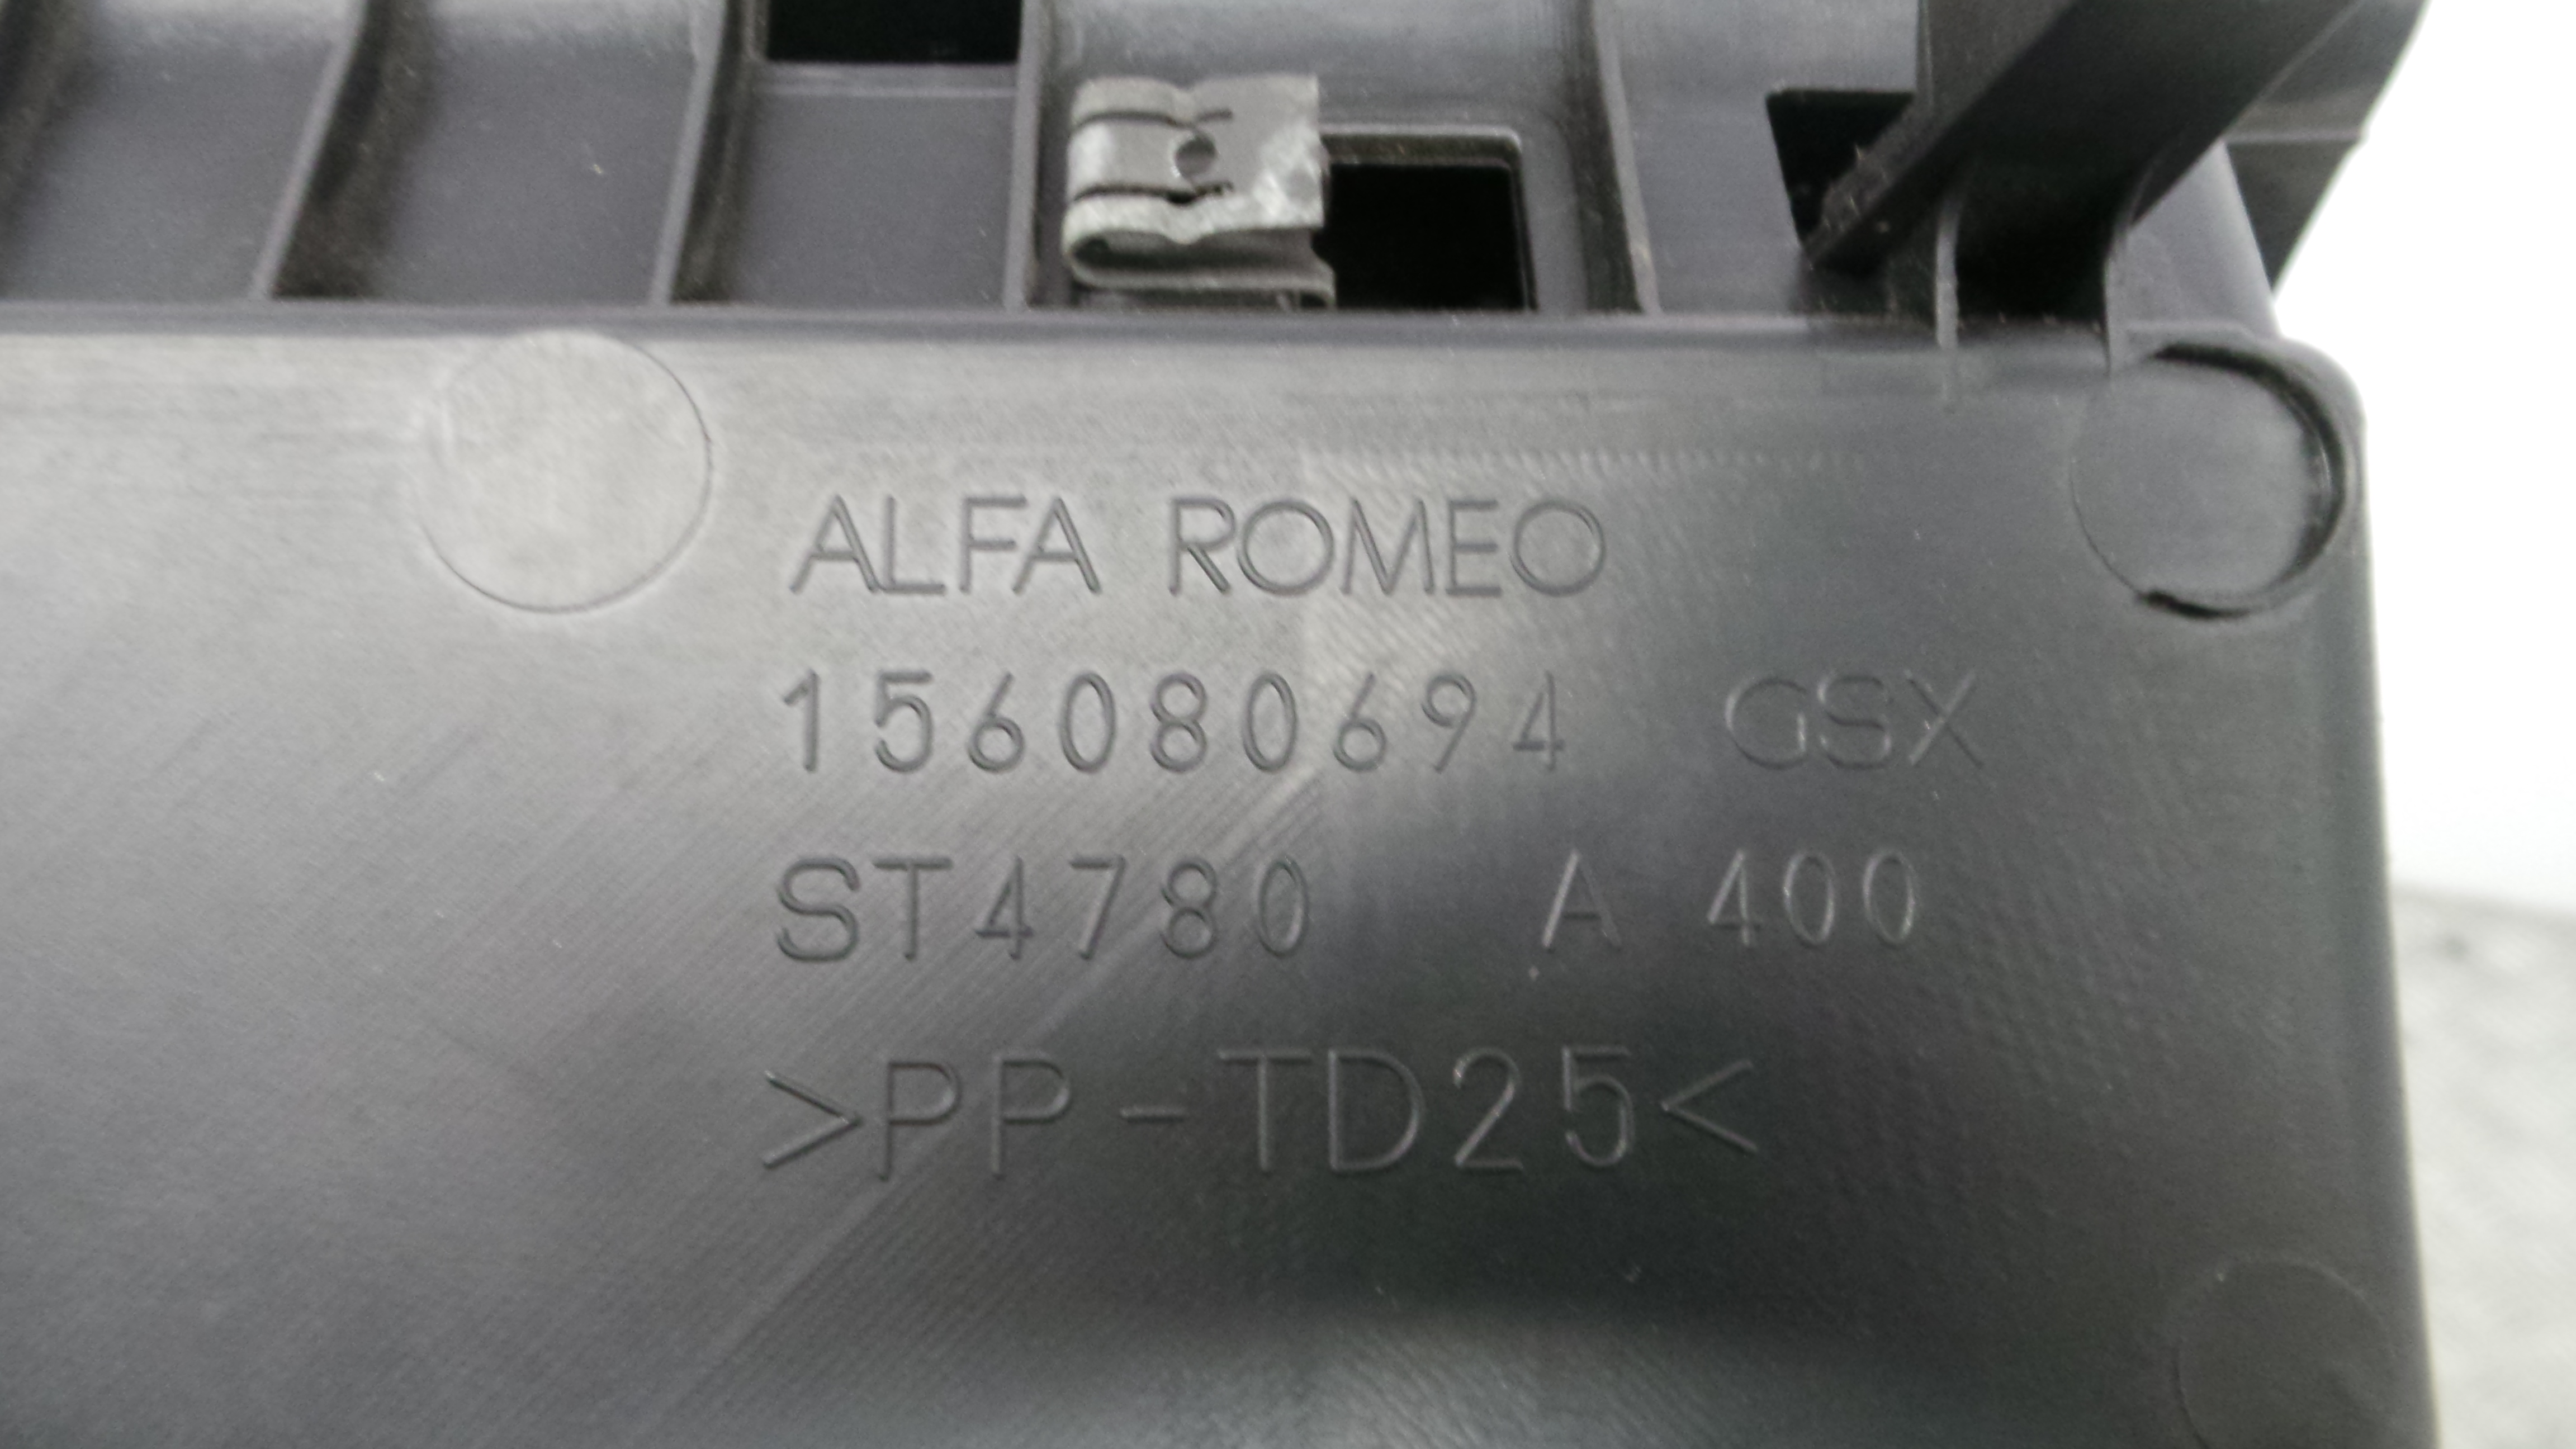 ALFA ROMEO
156080694 GSX
ST4780 A 400
>PP-TD25<